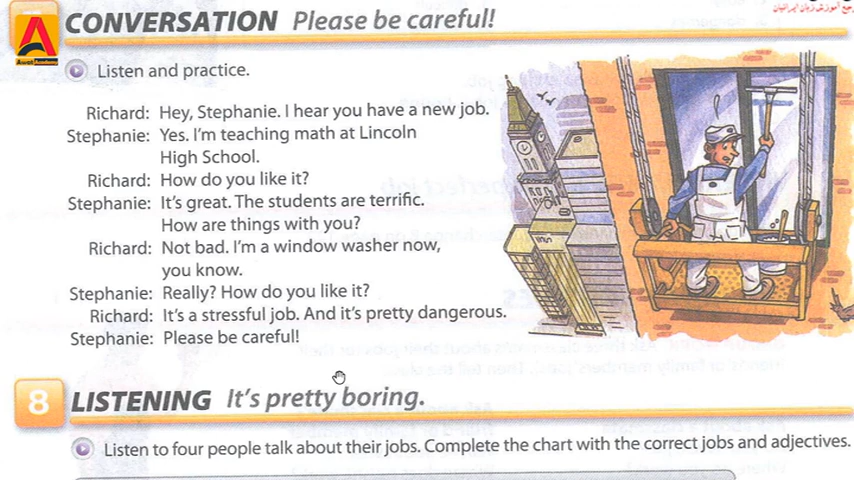 CONVERSATION Please be careful!
Listen and practice.
Richard: Hey, Stephanie. I hear you have a new job.
Stephanie: Yes. I'm teaching math at Lincoln
High School.
Richard: How do you like it?
Stephanie: It's great. The students are terrific.
How are things with you?
Richard: Not bad. I'm a window washer now,
you know.
Stephanie: Really? How do you like it?
Richard: It's a stressful job. And it's pretty dangerous.
Stephanie: Please be careful!
8 LISTENING It's pretty boring.
Listen to four people talk about their jobs. Complete the chart with the correct jobs and adjectives.